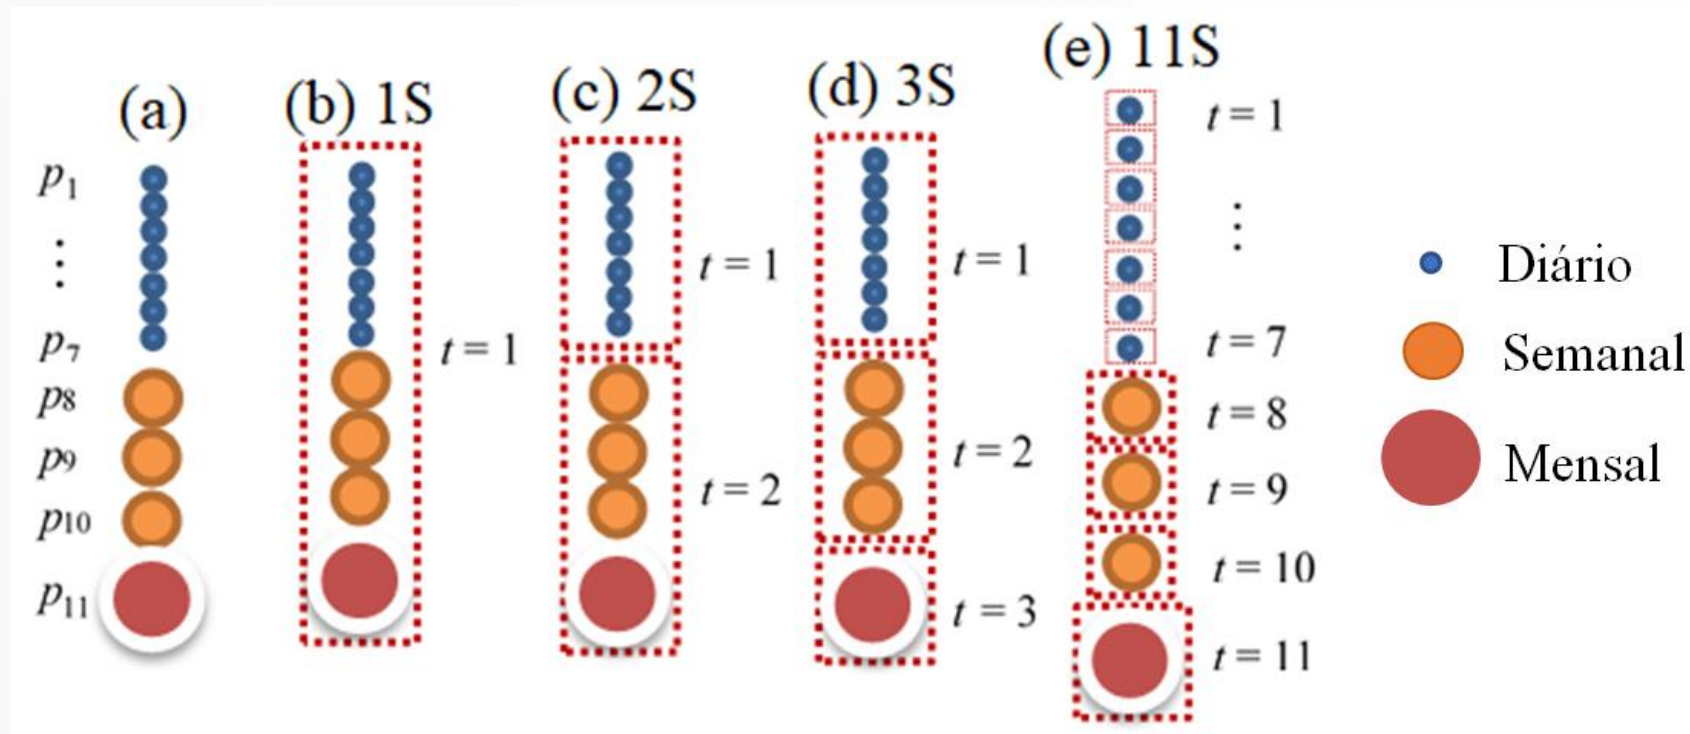 (a)
p1
⋮
p7
p8
p9
p10
p11
(b) 1S
t = 1
(c) 2S
t = 1
t = 2
(d) 3S
t = 1
t = 2
t = 3
(e) 11S
t = 1
⋮
t = 7
t = 8
t = 9
t = 10
t = 11
Diário
Semanal
Mensal